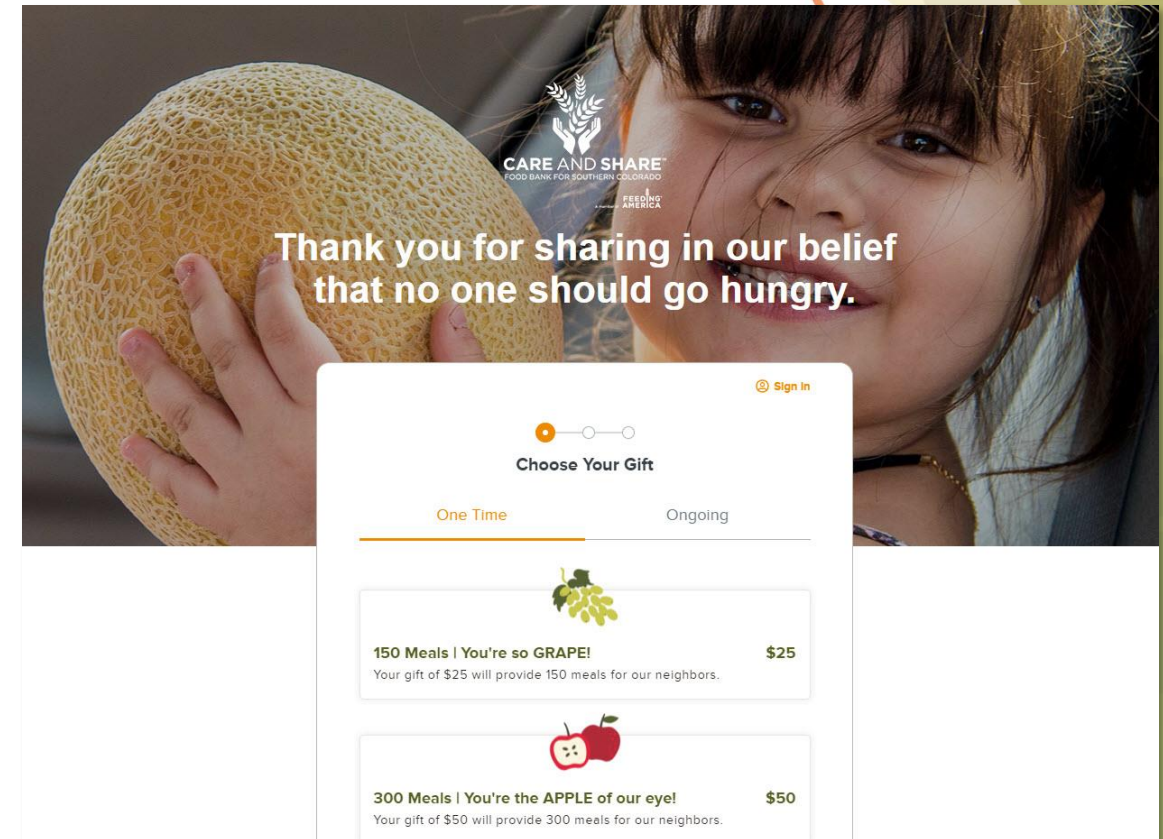 CARE AND SHARE
FOOD BANK FOR SOUTHERN COLORADO
A member of
FEEDING
AMERICA
Thank you for sharing in our belief
that no one should go hungry.
Sign in
Choose Your Gift
One Time
Ongoing
150 Meals | You're so GRAPE!
$25
Your gift of $25 will provide 150 meals for our neighbors.
300 Meals | You're the APPLE of our eye!
$50
Your gift of $50 will provide 300 meals for our neighbors.